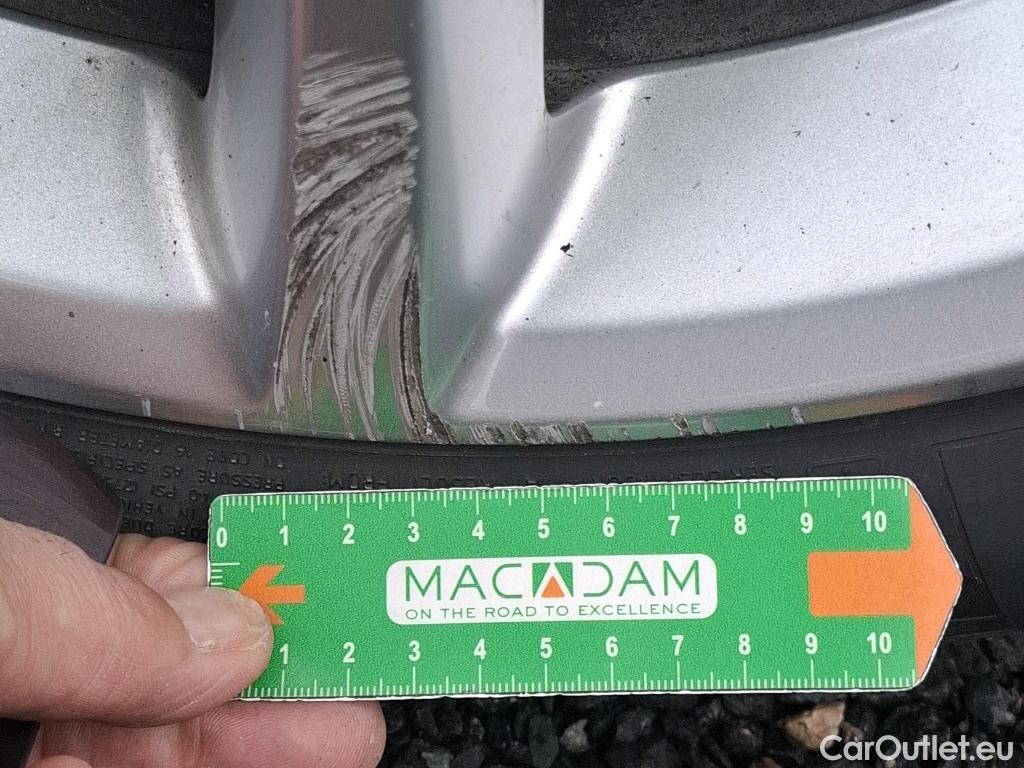 0 1 2 3 4 5 6 7 8 9 10
MACADAM
ON THE ROAD TO EXCELLENCE
1 2 3 4 5 6 7 8 9 10
CarOutlet.eu